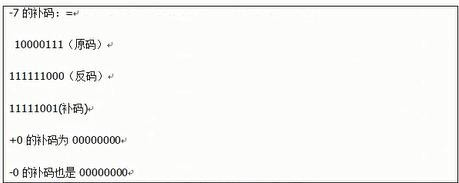 -7 的补码：=
10000111（原码）
111111000（反码）
11111001(补码)
+0 的补码为 00000000
-0 的补码也是 00000000